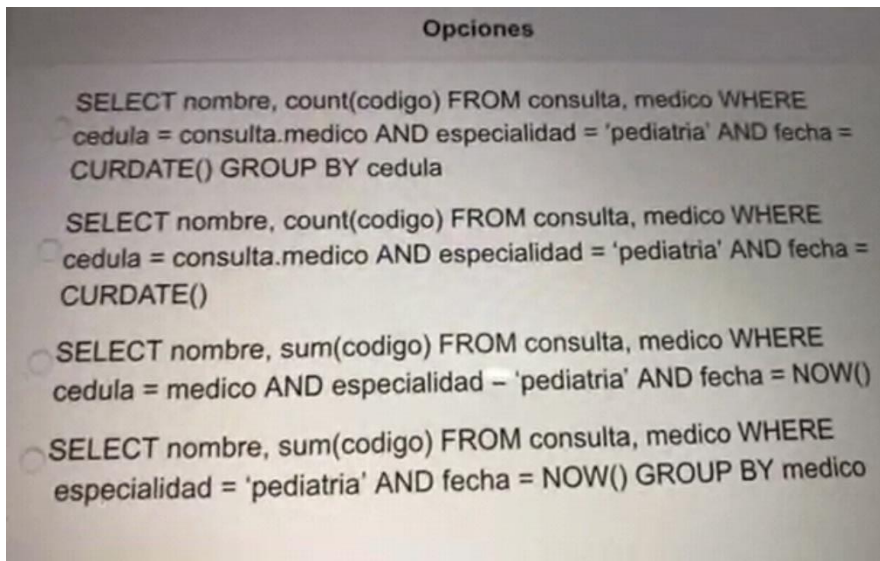 Opciones
SELECT nombre, count(codigo) FROM consulta, medico WHERE
cedula = consulta.medico AND especialidad = 'pediatria' AND fecha =
CURDATE() GROUP BY cedula
SELECT nombre, count(codigo) FROM consulta, medico WHERE
cedula = consulta.medico AND especialidad = 'pediatria' AND fecha =
CURDATE()
SELECT nombre, sum(codigo) FROM consulta, medico WHERE
cedula = medico AND especialidad – 'pediatria' AND fecha = NOW()
SELECT nombre, sum(codigo) FROM consulta, medico WHERE
especialidad = 'pediatria' AND fecha = NOW() GROUP BY medico